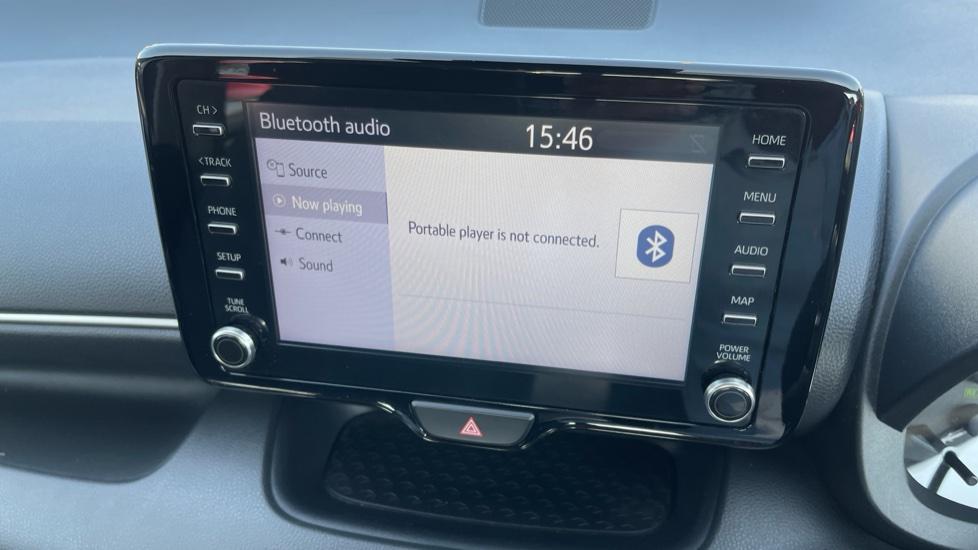 CH >
< TRACK
PHONE
SETUP
TUNE
SCROLL
Bluetooth audio
15:46
Source
Now playing
Connect
Sound
Portable player is not connected.
HOME
MENU
AUDIO
MAP
POWER
VOLUME